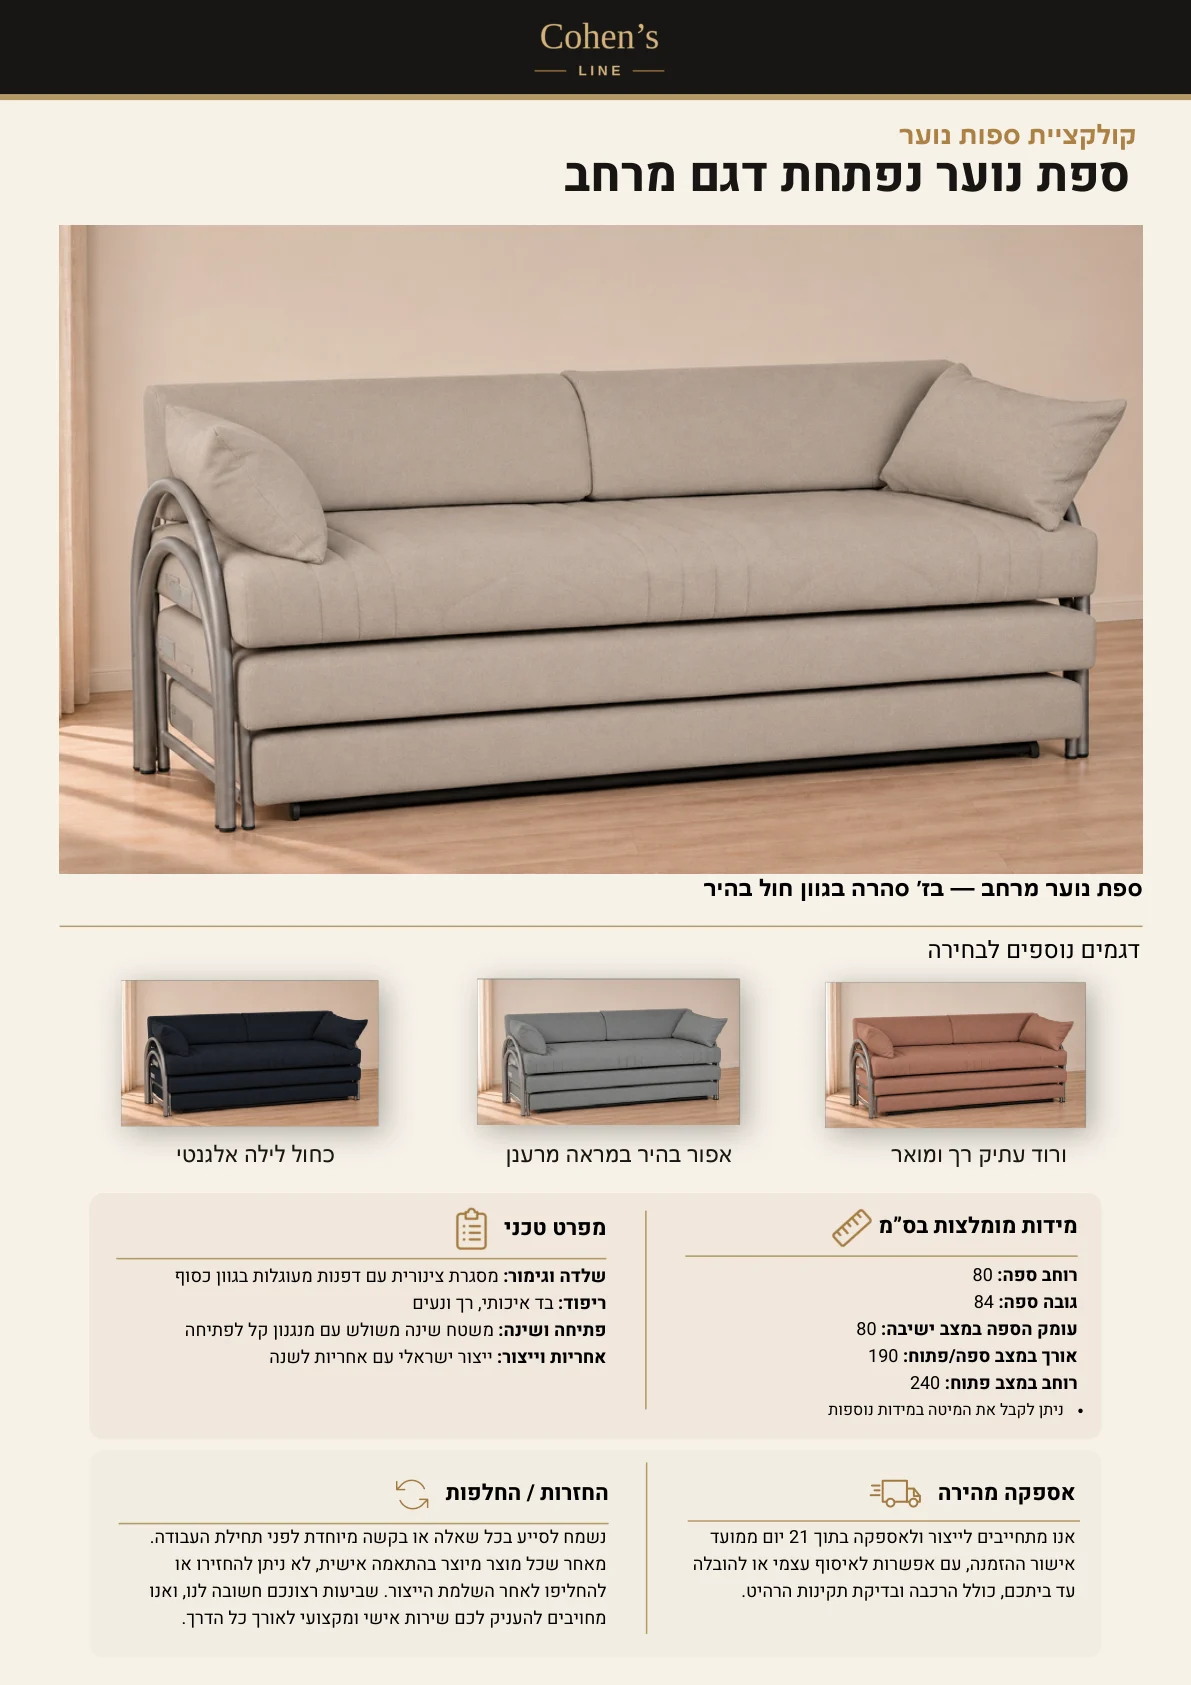 Cohen’s
LINE
קולקציית ספות נוער
ספת נוער נפתחת דגם מרחב
ספת נוער מרחב — בז’ סהרה בגוון חול בהיר
דגמים נוספים לבחירה
ורוד עתיק רך ומואר
אפור בהיר במראה מרענן
כחול לילה אלגנטי
מידות מומלצות בס”מ
רוחב ספה: 80
גובה ספה: 84
עומק הספה במצב ישיבה: 80
אורך במצב ספה/פתוח: 190
רוחב במצב פתוח: 240
• ניתן לקבל את המיטה במידות נוספות
מפרט טכני
שלדה וגימור: מסגרת צינורית עם דפנות מעוגלות בגוון כסוף
ריפוד: בד איכותי, רך ונעים
פתיחה ושינה: משטח שינה משולש עם מנגנון קל לפתיחה
אחריות וייצור: ייצור ישראלי עם אחריות לשנה
אספקה מהירה
אנו מתחייבים לייצור ולאספקה בתוך 21 יום ממועד
אישור ההזמנה, עם אפשרות לאיסוף עצמי או להובלה
עד ביתכם, כולל הרכבה ובדיקת תקינות הרהיט.
החזרות / החלפות
נשמח לסייע בכל שאלה או בקשה מיוחדת לפני תחילת העבודה.
מאחר שכל מוצר מיוצר בהתאמה אישית, לא ניתן להחזירו או
להחליפו לאחר השלמת הייצור. שביעות רצונכם חשובה לנו, ואנו
מחויבים להעניק לכם שירות אישי ומקצועי לאורך כל הדרך.